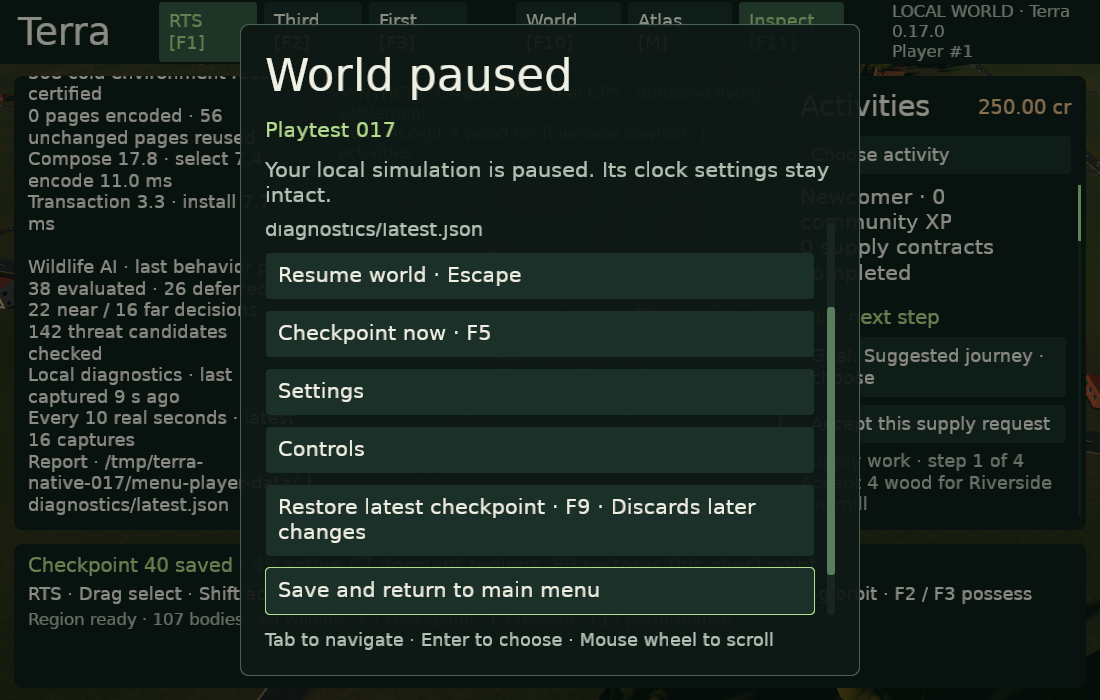 Terra
RTS
[F1]
Third
[F2]
First
[F3]
World
[F10]
Atlas
[M]
Inspect
[F11]
LOCAL WORLD · Terra
0.17.0
Player #1
certified
0 pages encoded · 56
unchanged pages reused
Compose 17.8 · select 7.4
encode 11.0 ms
Transaction 3.3 · install
ms
Wildlife AI · last behavior
38 evaluated · 26 deferred
22 near / 16 far decisions
142 threat candidates
checked
Local diagnostics · last
captured 9 s ago
Every 10 real seconds · latest
16 captures
Report · /tmp/terra-
native-017/menu-player-data/
diagnostics/latest.json
World paused
Playtest 017
Your local simulation is paused. Its clock settings stay
intact.
diagnostics/latest.json
Resume world · Escape
Checkpoint now · F5
Settings
Controls
Restore latest checkpoint · F9 · Discards later
changes
Save and return to main menu
Tab to navigate · Enter to choose · Mouse wheel to scroll
Activities
250.00 cr
Choose activity
Newcomer · 0
community XP
0 supply contracts
completed
next step
Goal: Suggested journey ·
choose
Accept this supply request
work · step 1 of 4
Accept 4 wood for Riverside
sawmill
Checkpoint 40 saved
RTS · Drag select · Shift
orbit · F2 / F3 possess
Region ready · 107 bodies